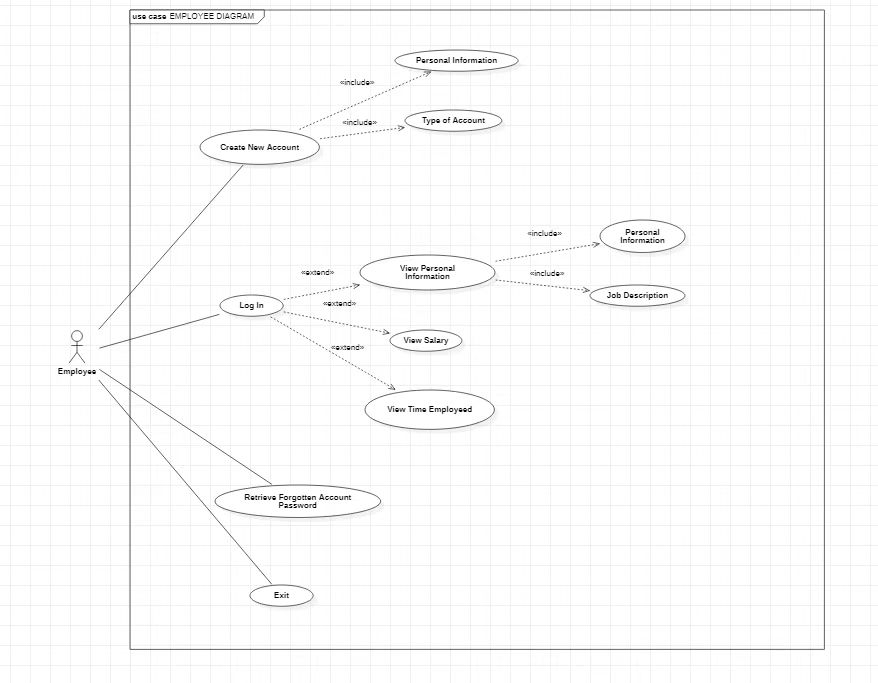 use case EMPLOYEE DIAGRAM
Personal Information
«include»
«include»
Type of Account
Create New Account
«include»
Personal
Information
«extend»
View Personal
Information
«include»
Job Description
Log In
«extend»
View Salary
«extend»
Employee
View Time Employeed
Retrieve Forgotten Account
Password
Exit